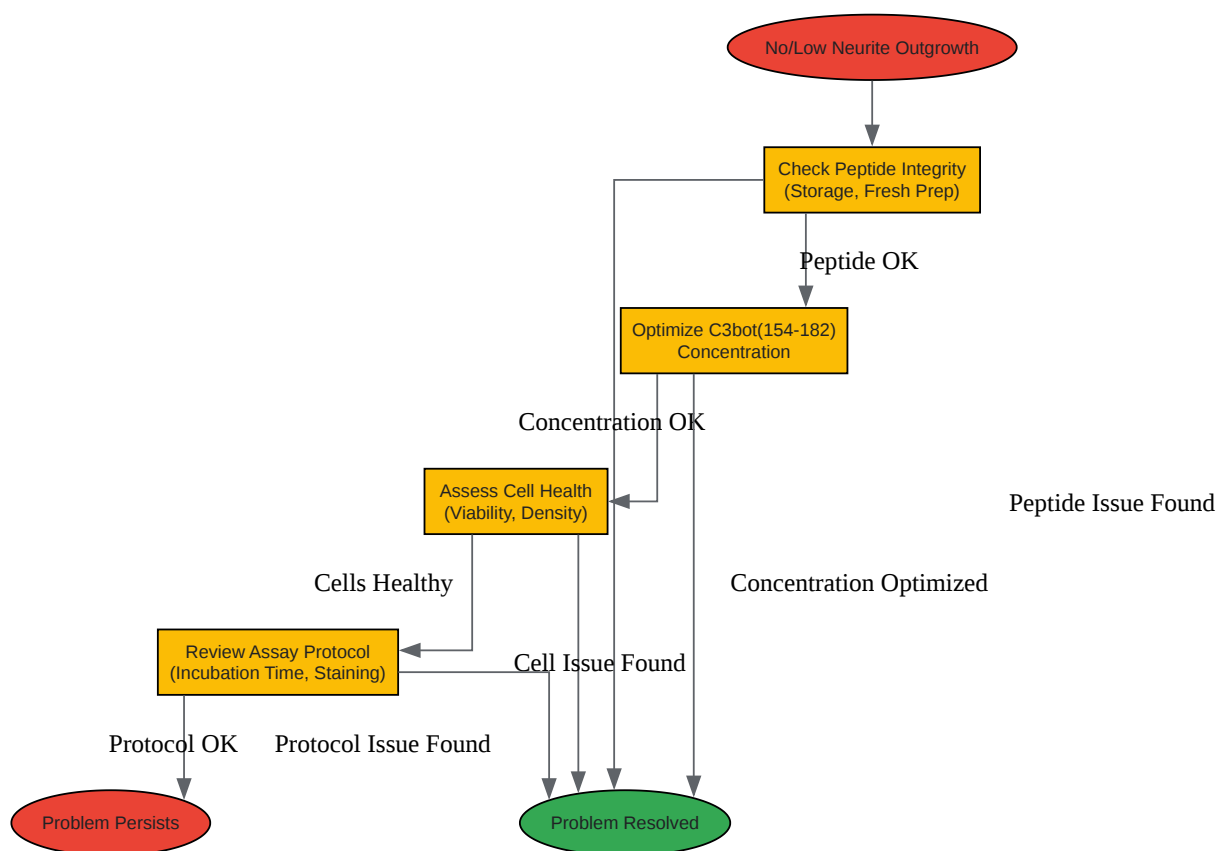 No/Low Neurite Outgrowth
Check Peptide Integrity
(Storage, Fresh Prep)
Peptide OK
Optimize C3bot(154-182)
Concentration
Concentration OK
Assess Cell Health
(Viability, Density)
Peptide Issue Found
Cells Healthy
Concentration Optimized
Review Assay Protocol
(Incubation Time, Staining)
Cell Issue Found
Protocol OK
Protocol Issue Found
Problem Persists
Problem Resolved